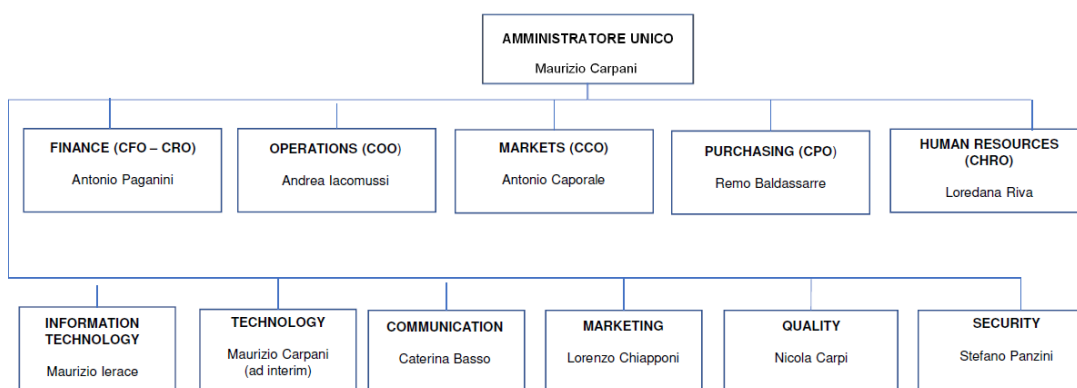 AMMINISTRATORE UNICO
Maurizio Carpani
FINANCE (CFO – CRO)
Antonio Paganini
OPERATIONS (COO)
Andrea Iacomussi
MARKETS (CCO)
Antonio Caporale
PURCHASING (CPO)
Remo Baldassarre
HUMAN RESOURCES
(CHRO)
Loredana Riva
INFORMATION
TECHNOLOGY
Maurizio Ierace
TECHNOLOGY
Maurizio Carpani
(ad interim)
COMMUNICATION
Caterina Basso
MARKETING
Lorenzo Chiapponi
QUALITY
Nicola Carpi
SECURITY
Stefano Panzini